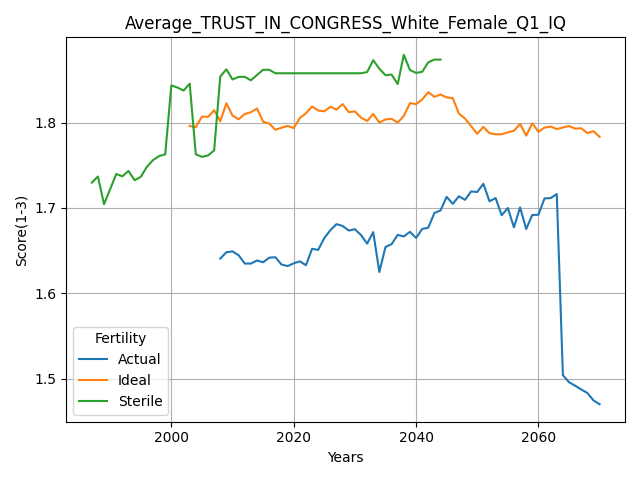 Average_TRUST_IN_CONGRESS_White_Female_Q1_IQ
Score(1-3)
1.8
1.7
1.6
1.5
Fertility
Actual
Ideal
Sterile
2000 2020 2040 2060
Years